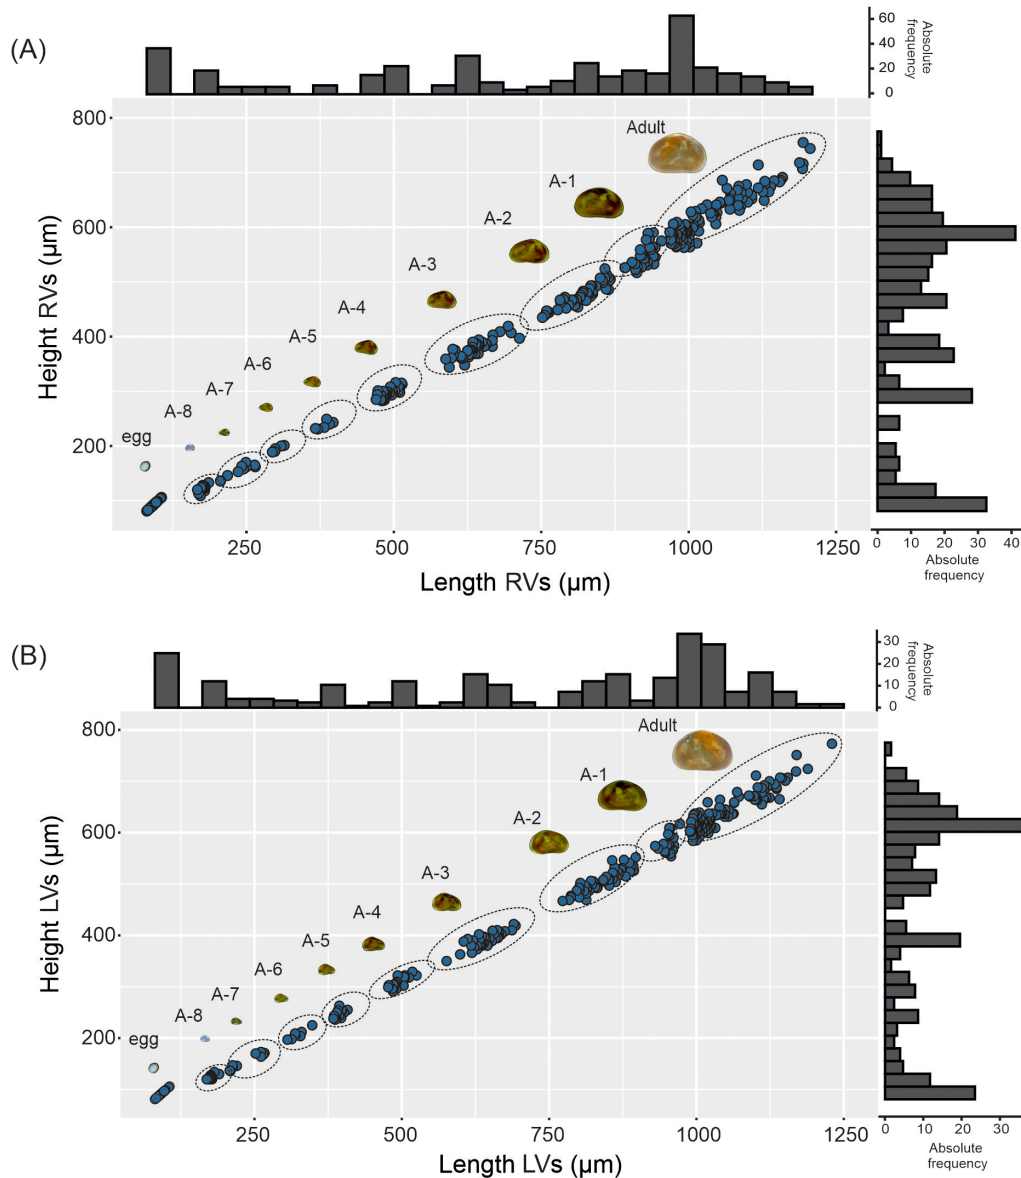 (A)
60
40
20
0
Absolute
frequency
800
600
400
200
Height RVs (µm)
Adult
A-1
A-2
A-3
A-4
A-5
A-6
A-7
A-8
egg
250
500
750
1000
1250
Length RVs (µm)
0
10
20
30
40
Absolute
frequency
(B)
30
20
10
0
Absolute
frequency
800
600
400
200
Height LVs (µm)
Adult
A-1
A-2
A-3
A-4
A-5
A-6
A-7
A-8
egg
250
500
750
1000
1250
Length LVs (µm)
0
10
20
30
Absolute
frequency